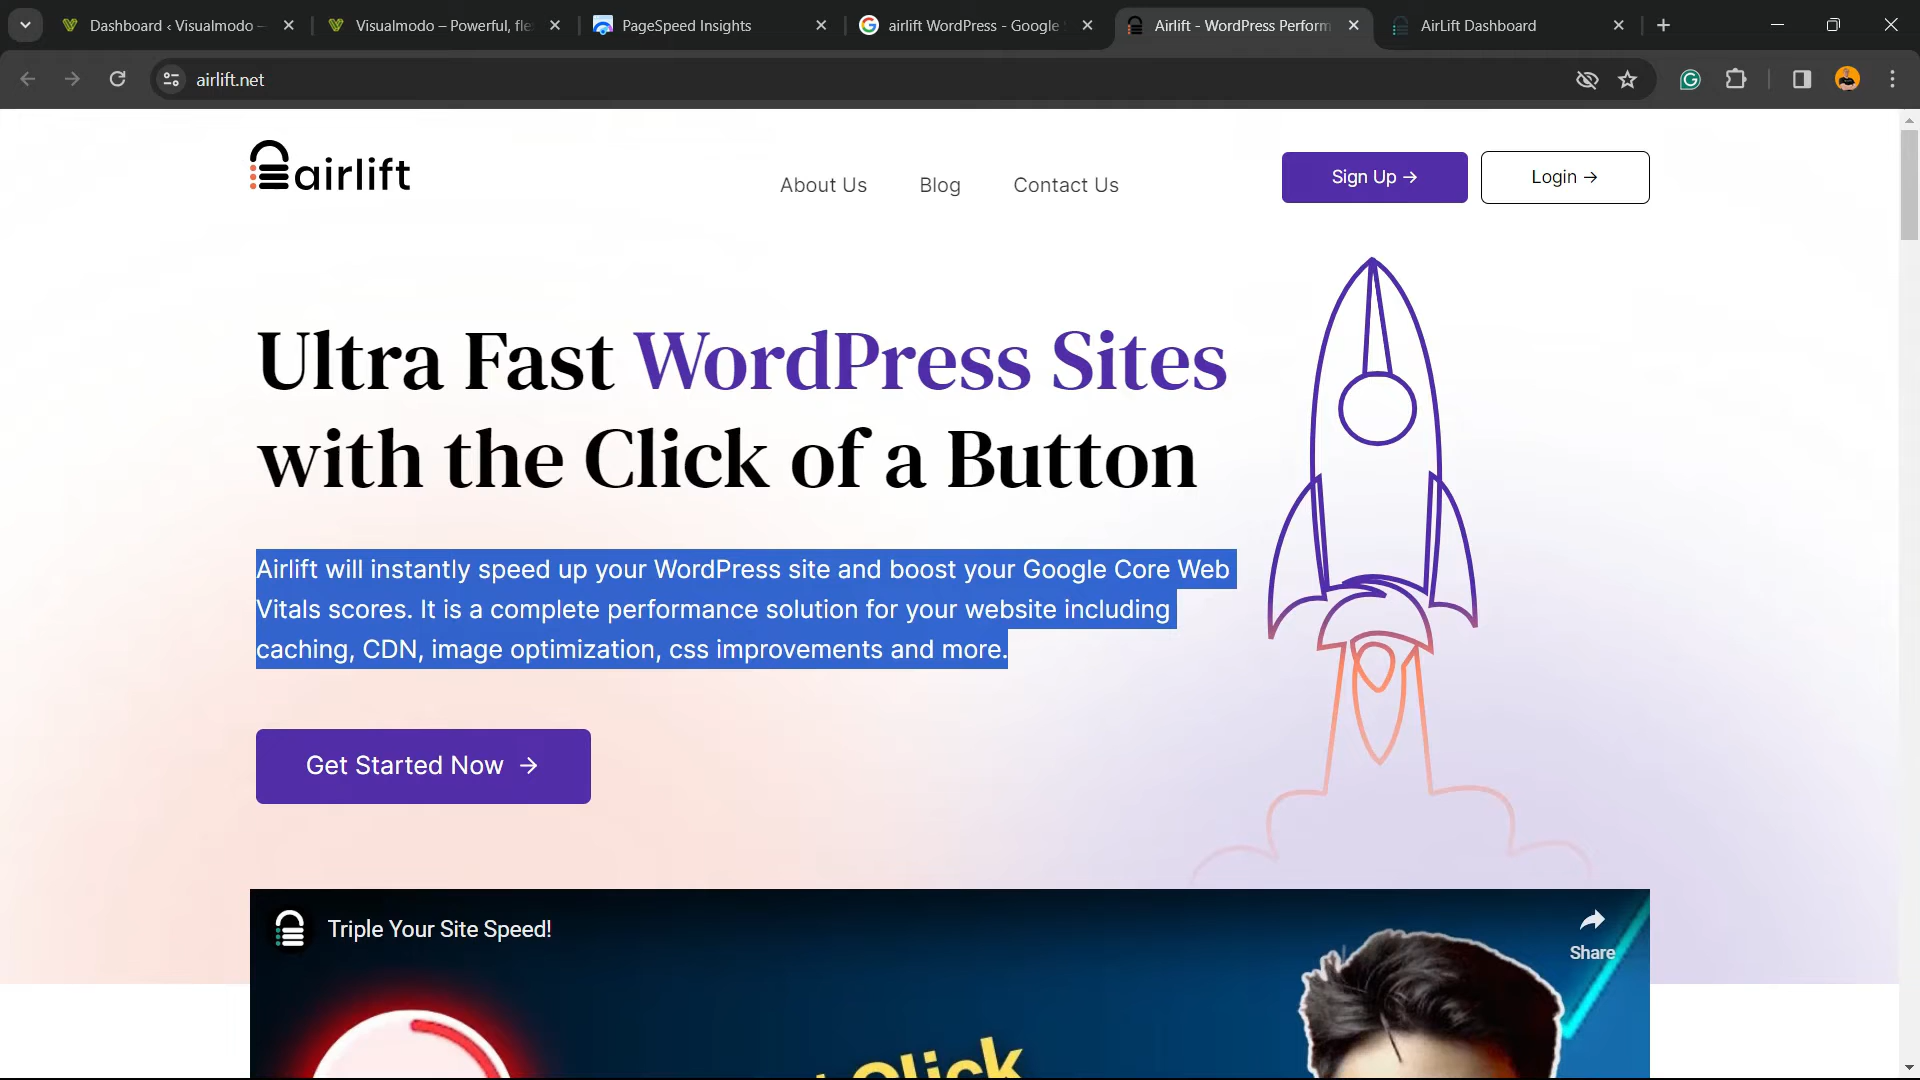 Dashboard ‹ Visualmodo —
Visualmodo – Powerful, fle
PageSpeed Insights
airlift WordPress - Google
Airlift - WordPress Perform
AirLift Dashboard
airlift.net
airlift
About Us
Blog
Contact Us
Sign Up →
Login →
Ultra Fast WordPress Sites
with the Click of a Button
Airlift will instantly speed up your WordPress site and boost your Google Core Web
Vitals scores. It is a complete performance solution for your website including
caching, CDN, image optimization, css improvements and more.
Get Started Now →
Triple Your Site Speed!
Share
Click